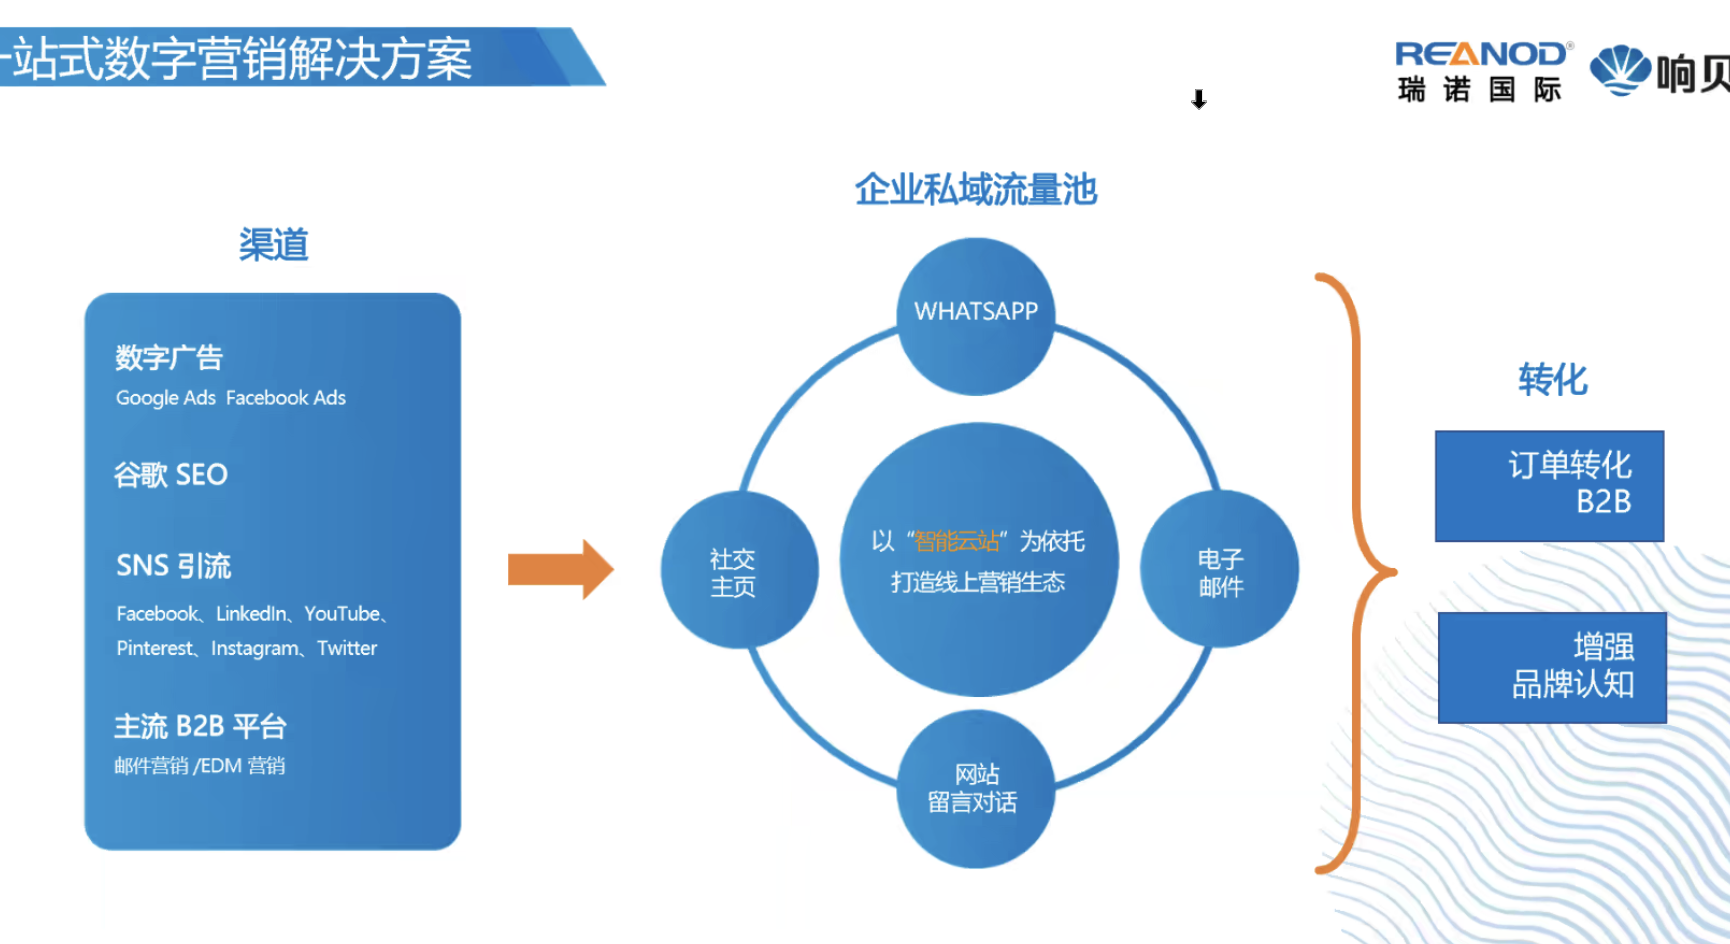 一站式数字营销解决方案
REANOD®
瑞诺国际
响贝
企业私域流量池
渠道
数字广告
Google Ads  Facebook Ads
谷歌 SEO
SNS 引流
Facebook、LinkedIn、YouTube、
Pinterest、Instagram、Twitter
主流 B2B 平台
邮件营销 /EDM 营销
WHATSAPP
社交
主页
以“智能云站”为依托
打造线上营销生态
电子
邮件
网站
留言对话
转化
订单转化
B2B
增强
品牌认知